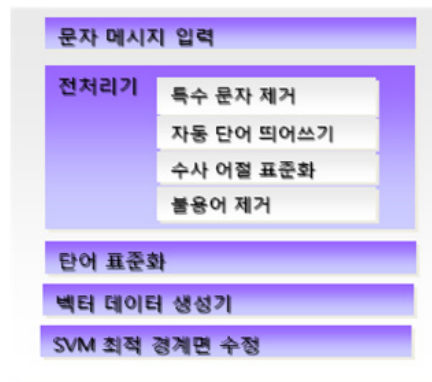 문자 메시지 입력
전처리기
특수 문자 제거
자동 단어 띄어쓰기
수사 어절 표준화
불용어 제거
단어 표준화
벡터 데이터 생성기
SVM 최적 경계면 수정